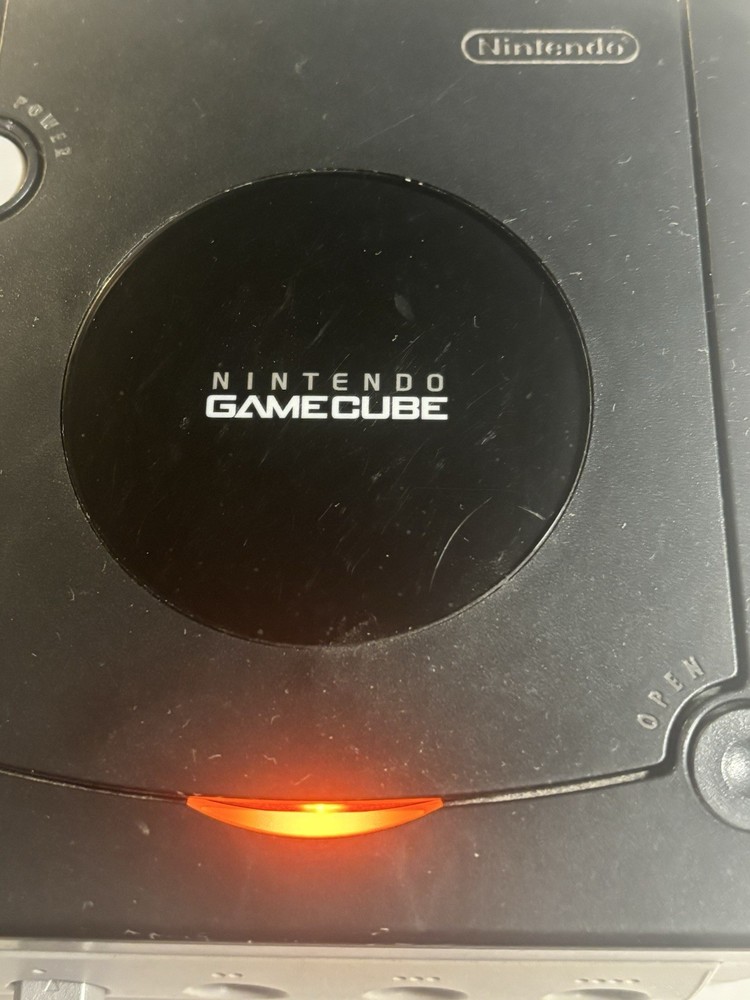 Nintendo
POWER
NINTENDO
GAMECUBE
OPEN